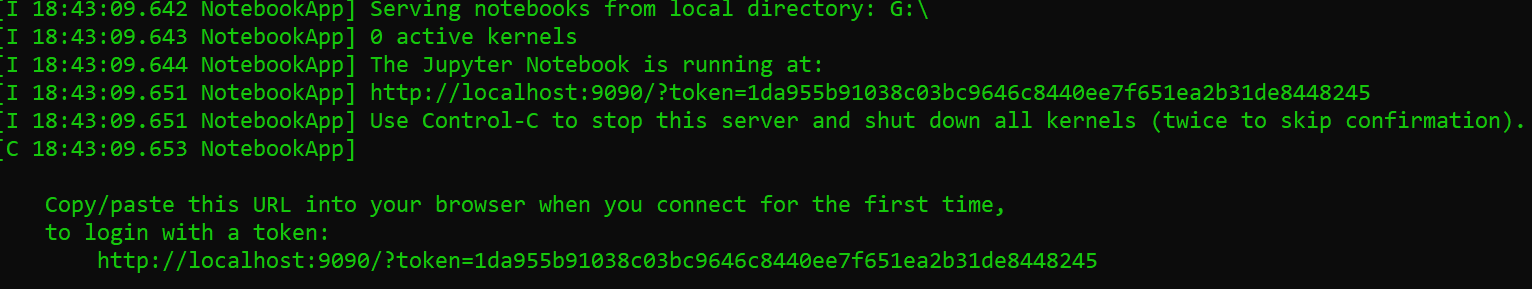 [I 18:43:09.642 NotebookApp] Serving notebooks from local directory: G:\
[I 18:43:09.643 NotebookApp] 0 active kernels
[I 18:43:09.644 NotebookApp] The Jupyter Notebook is running at:
[I 18:43:09.651 NotebookApp] http://localhost:9090/?token=1da955b91038c03bc9646c8440ee7f651ea2b31de8448245
[I 18:43:09.651 NotebookApp] Use Control-C to stop this server and shut down all kernels (twice to skip confirmation).
[C 18:43:09.653 NotebookApp]
Copy/paste this URL into your browser when you connect for the first time,
to login with a token:
http://localhost:9090/?token=1da955b91038c03bc9646c8440ee7f651ea2b31de8448245